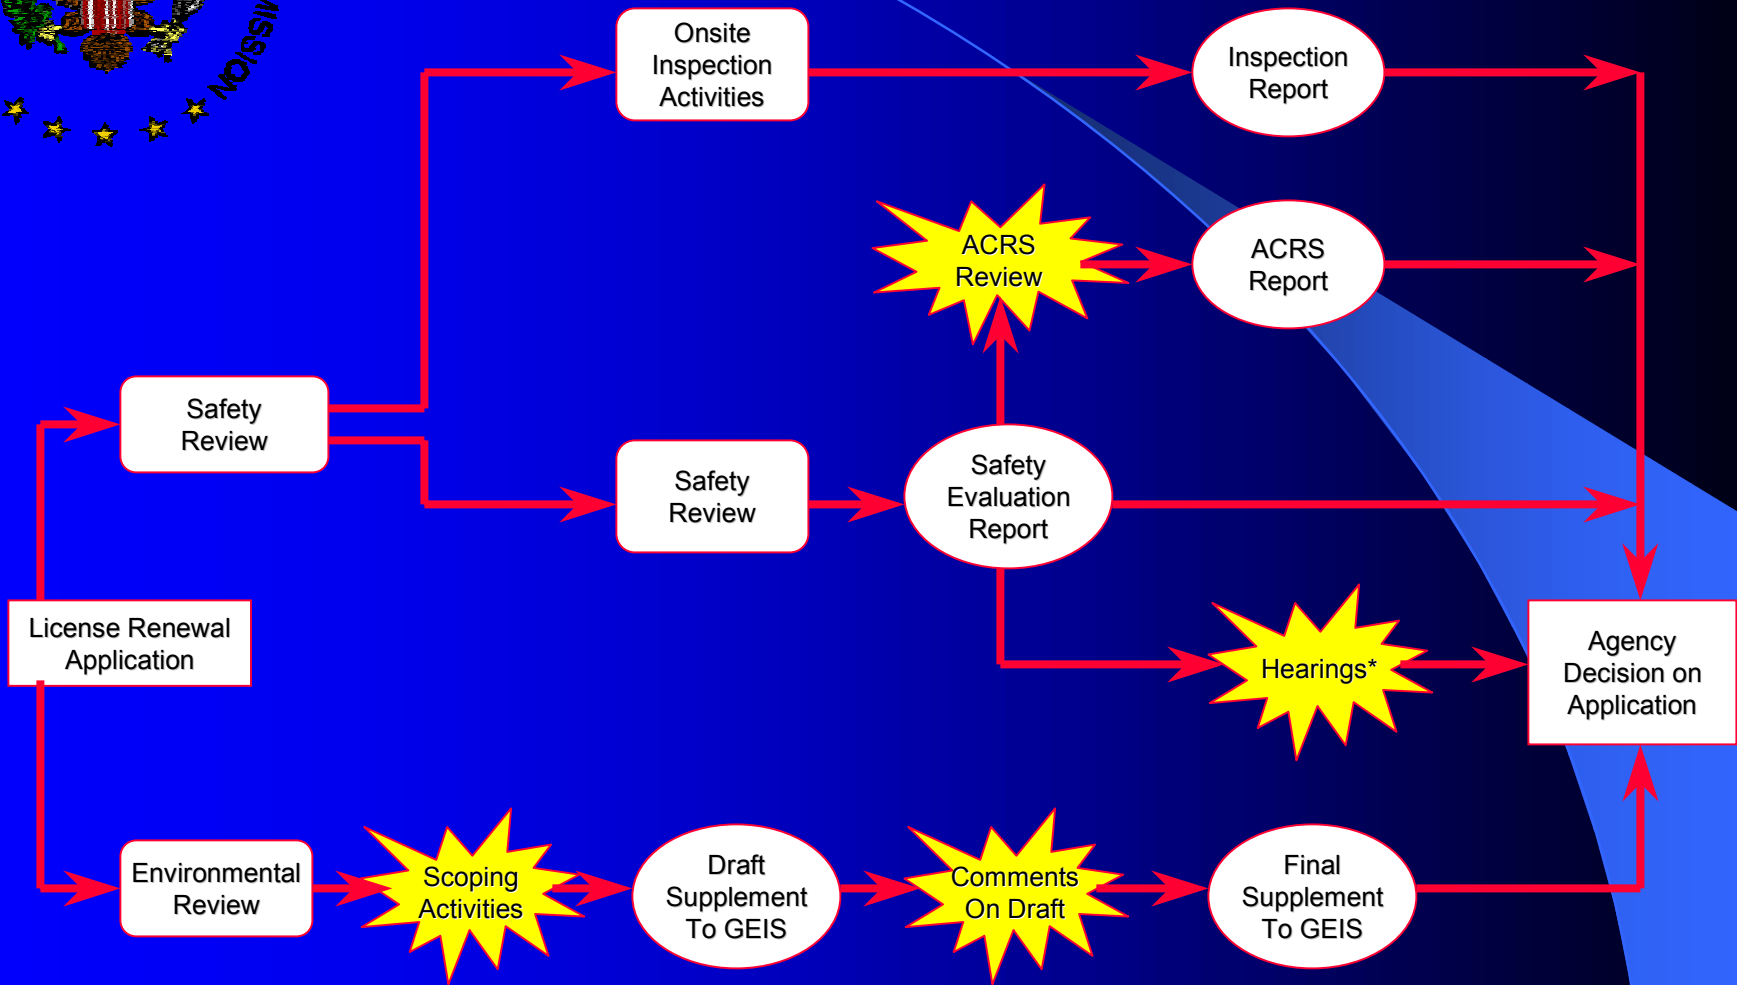 MISSION
Onsite
Inspection
Activities
Inspection
Report
ACRS
Review
ACRS
Report
Safety
Review
Safety
Review
Safety
Evaluation
Report
License Renewal
Application
Hearings*
Agency
Decision on
Application
Environmental
Review
Scoping
Activities
Draft
Supplement
To GEIS
Comments
On Draft
Final
Supplement
To GEIS